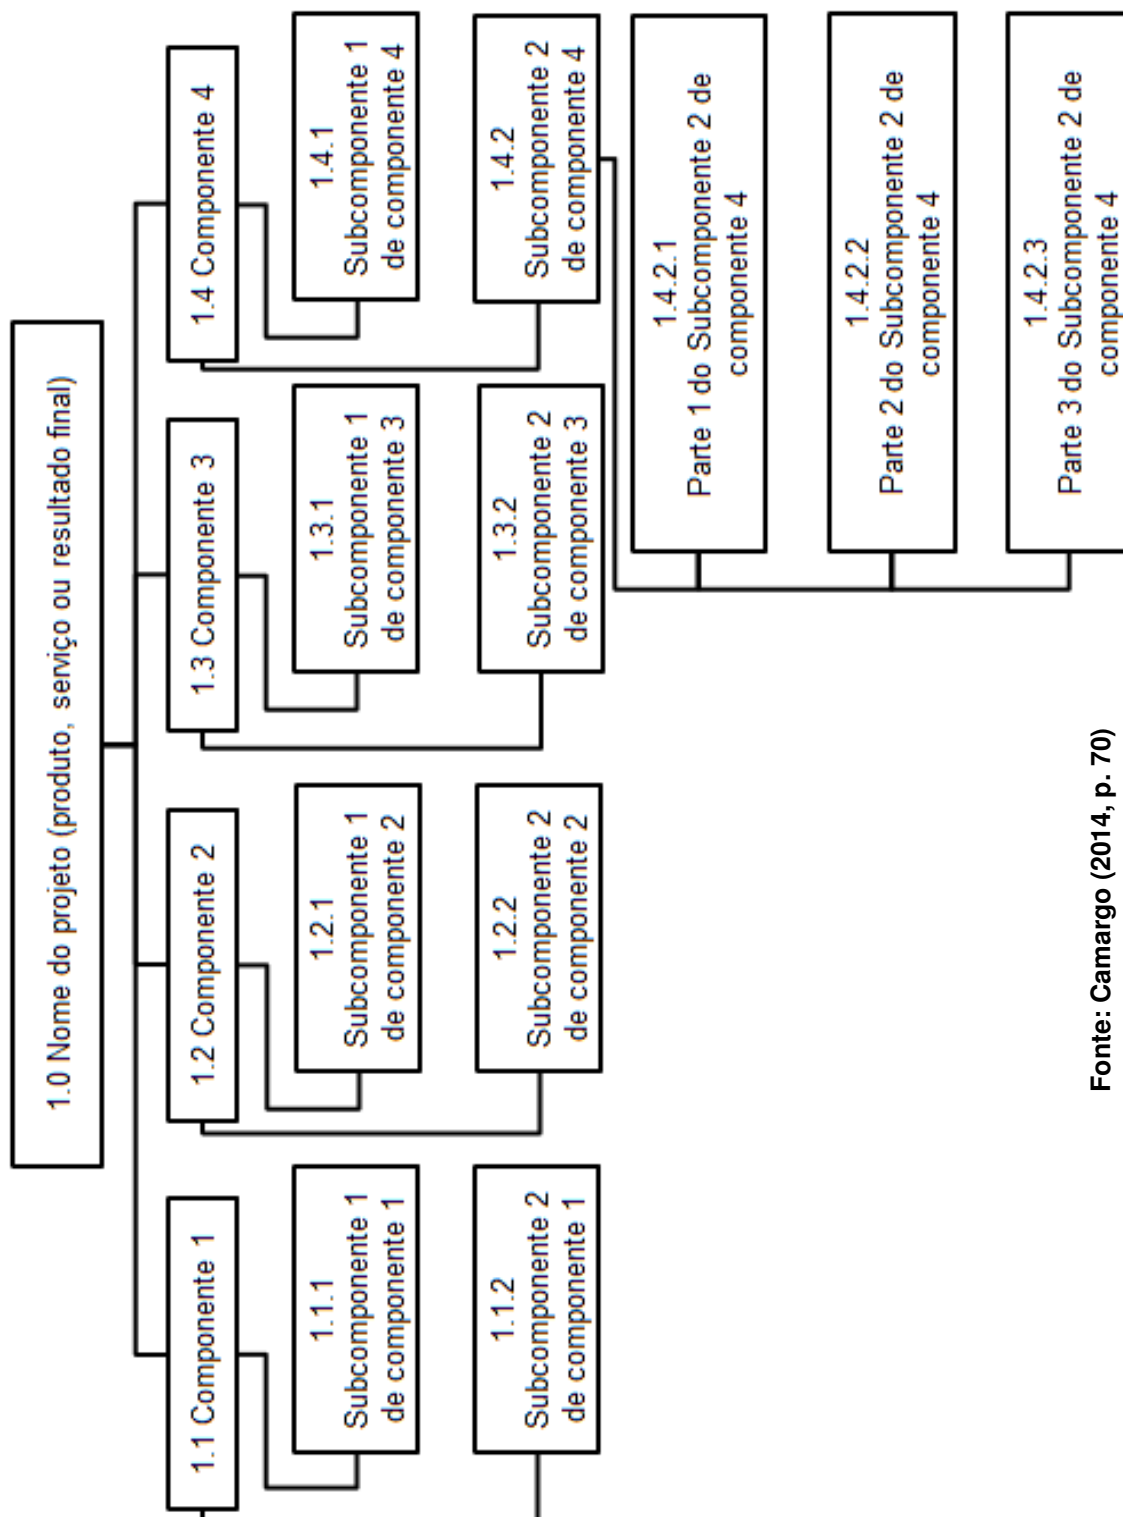 1.0 Nome do projeto (produto, serviço ou resultado final)
1.1 Componente 1
1.1.1
Subcomponente 1
de componente 1
1.1.2
Subcomponente 2
de componente 1
1.2 Componente 2
1.2.1
Subcomponente 1
de componente 2
1.2.2
Subcomponente 2
de componente 2
1.3 Componente 3
1.3.1
Subcomponente 1
de componente 3
1.3.2
Subcomponente 2
de componente 3
1.4 Componente 4
1.4.1
Subcomponente 1
de componente 4
1.4.2
Subcomponente 2
de componente 4
1.4.2.1
Parte 1 do Subcomponente 2 de
componente 4
1.4.2.2
Parte 2 do Subcomponente 2 de
componente 4
1.4.2.3
Parte 3 do Subcomponente 2 de
componente 4
Fonte: Camargo (2014, p. 70)